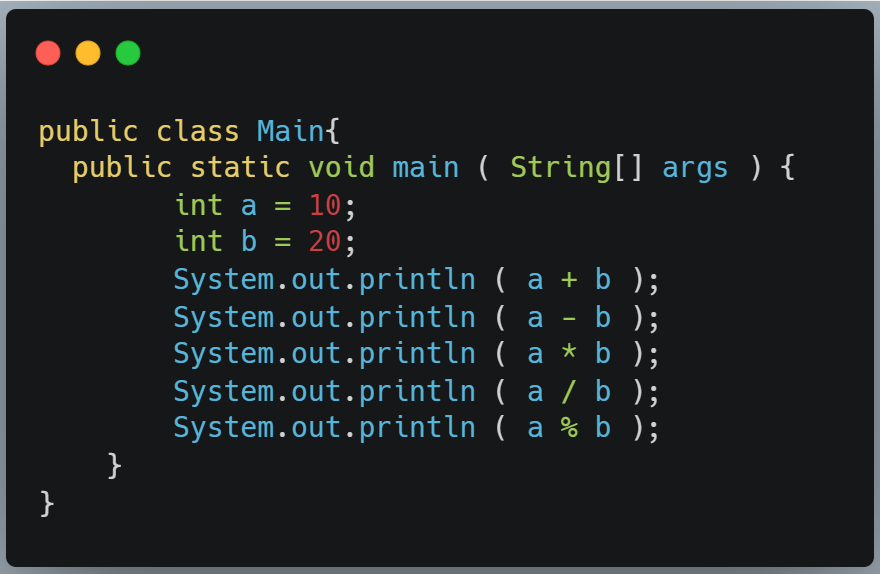 public class Main{
  public static void main ( String[] args ) {
        int a = 10;
        int b = 20;
        System.out.println ( a + b );
        System.out.println ( a - b );
        System.out.println ( a * b );
        System.out.println ( a / b );
        System.out.println ( a % b );
    }
}